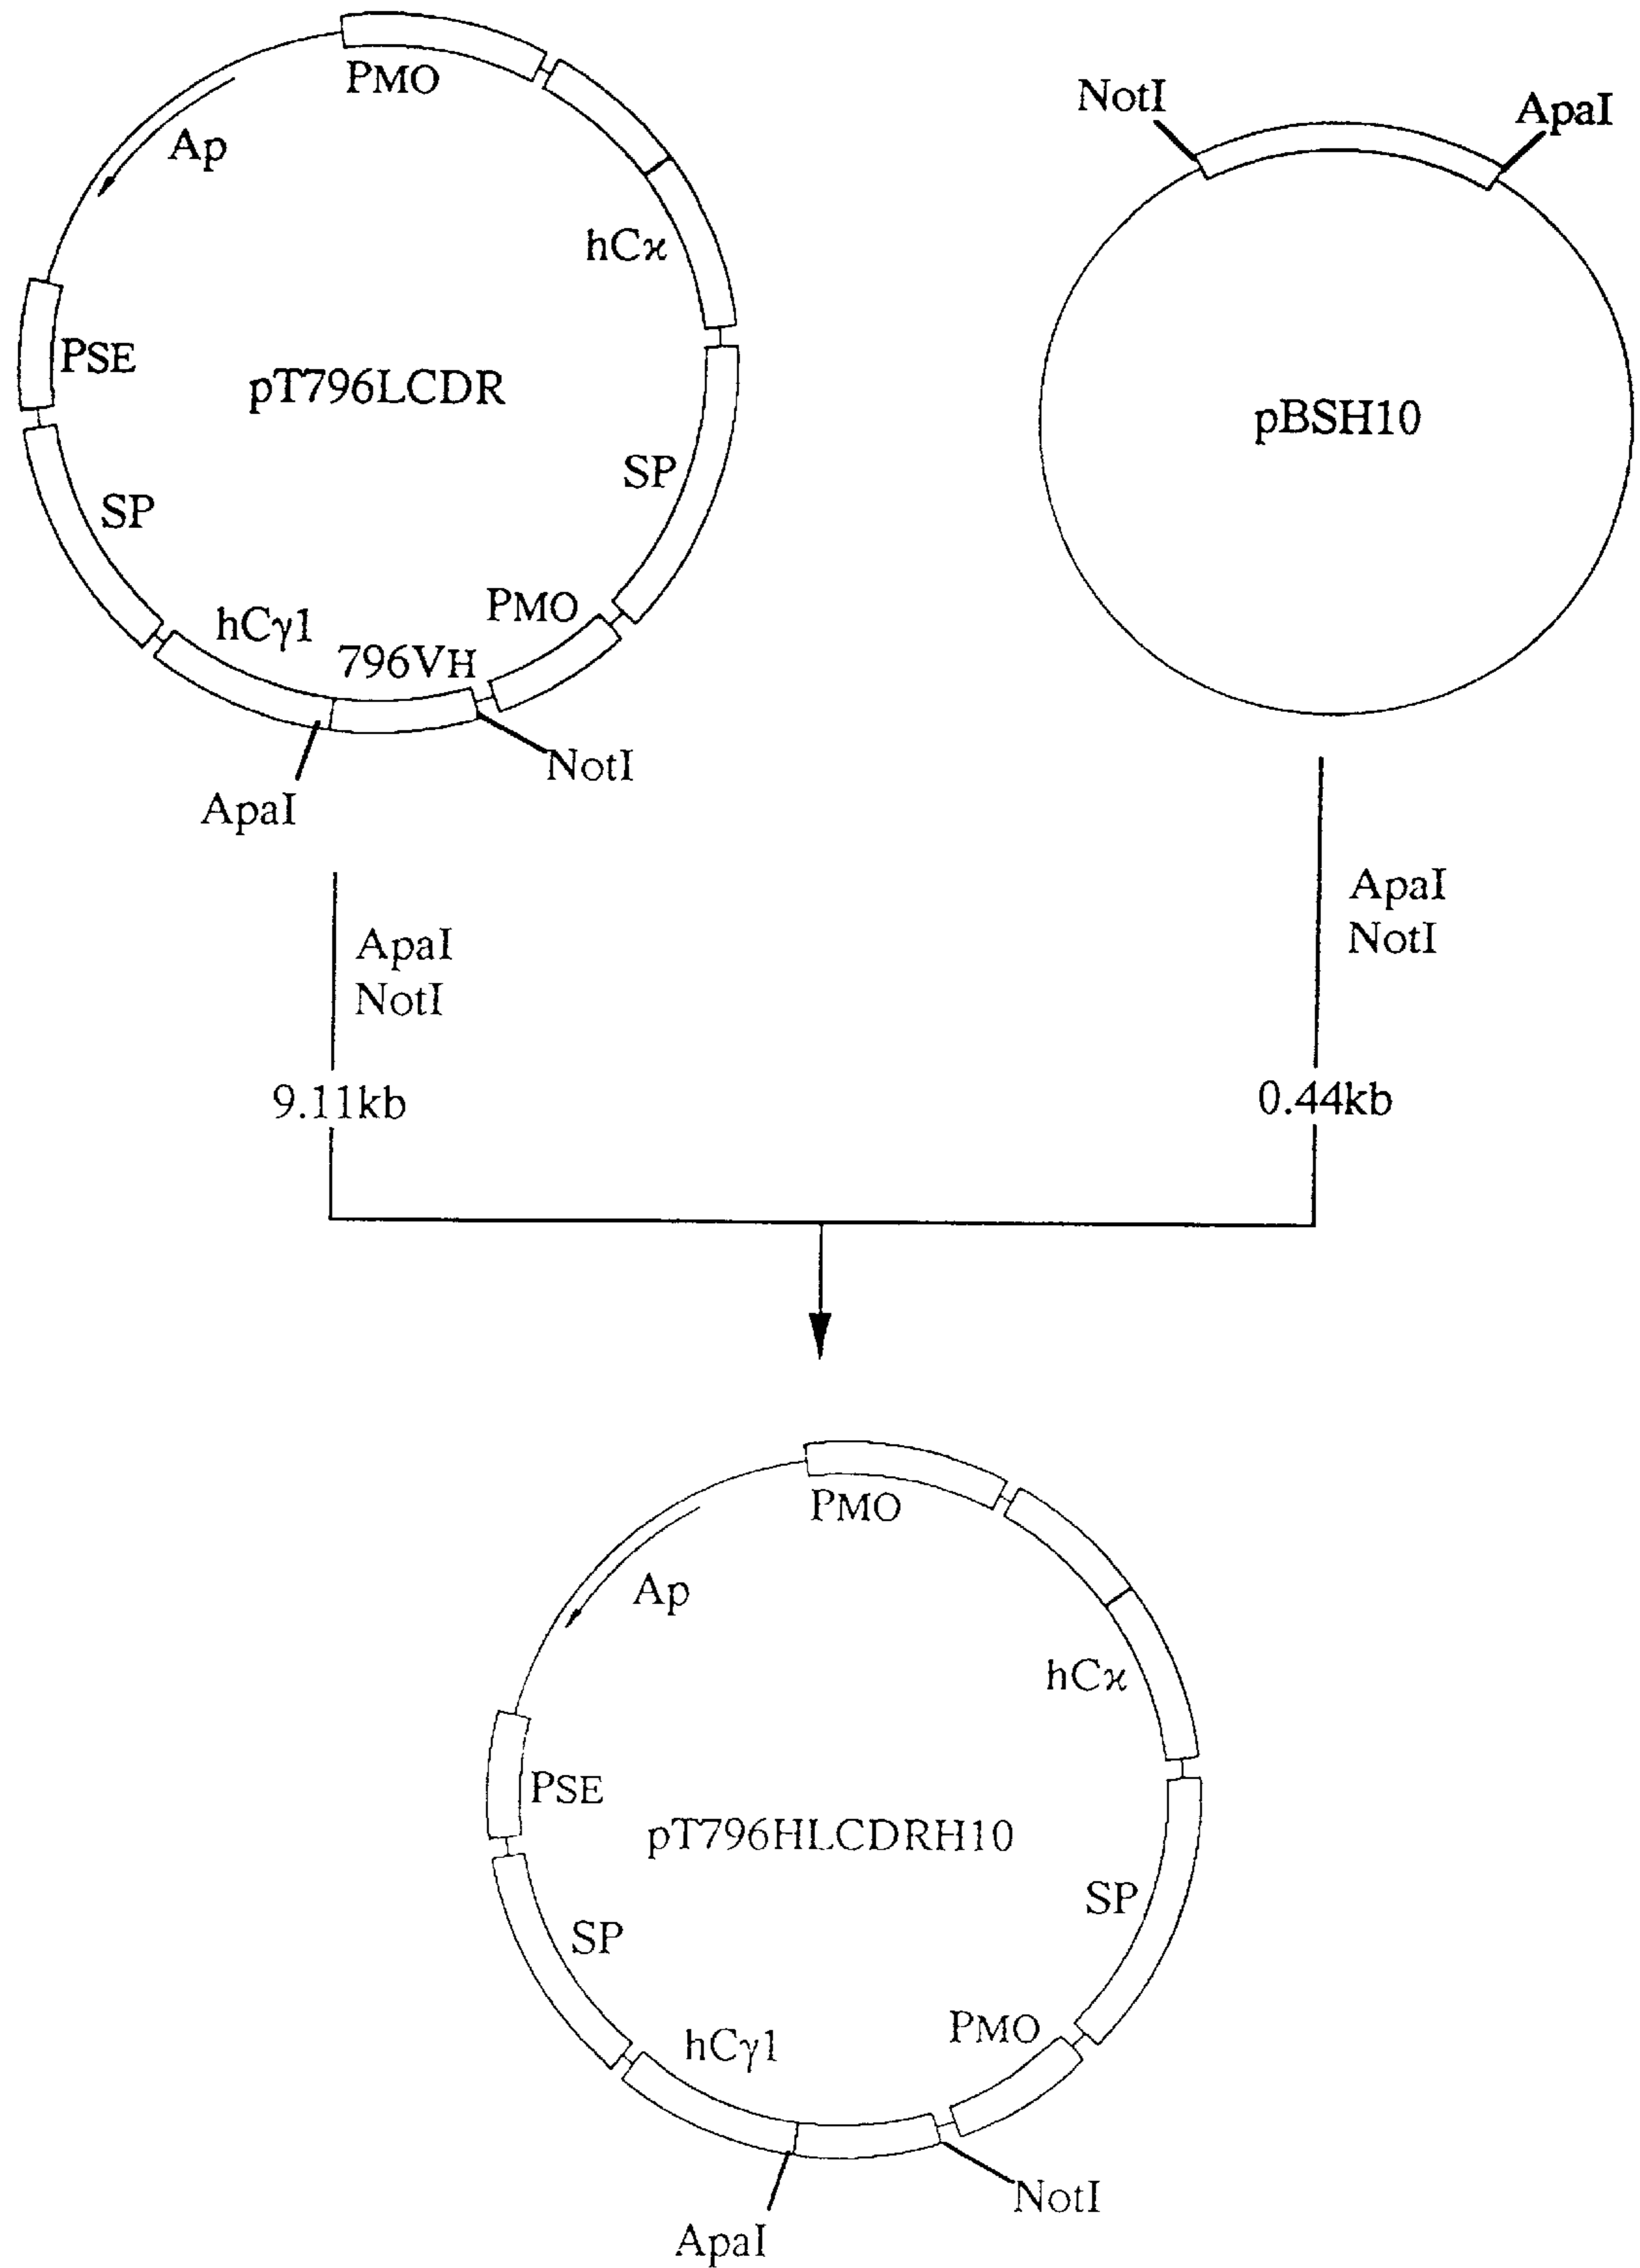 PMO
Ap
hCϰ
PSE
pT796LCDR
SP
SP
PMO
hCγ1
796VH
NotI
ApaI
NotI
ApaI
pBSH10
ApaI
NotI
9.11kb
ApaI
NotI
0.44kb
PMO
Ap
hCϰ
PSE
pT796HLCDRH10
SP
SP
PMO
hCγ1
NotI
ApaI